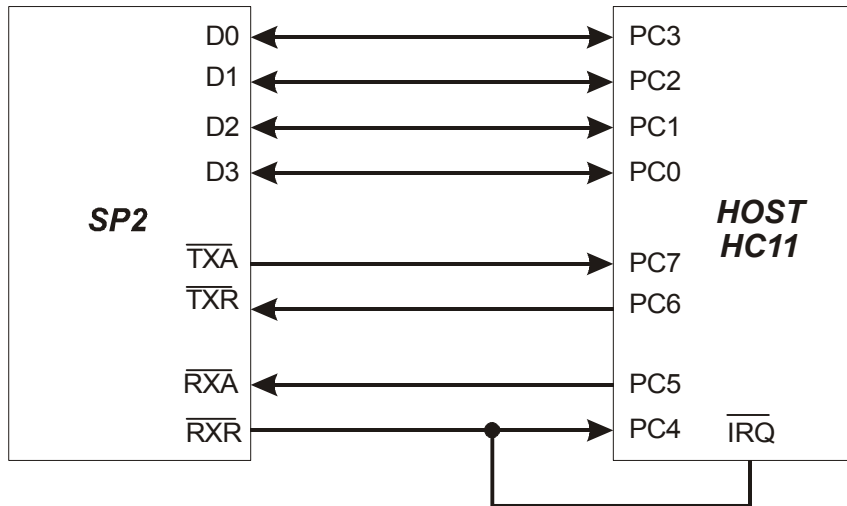 D0 PC3
D1 PC2
D2 PC1
D3 PC0
SP2 HOST
HC11
TXA PC7
TXR PC6
RXA PC5
RXR PC4 IRQ